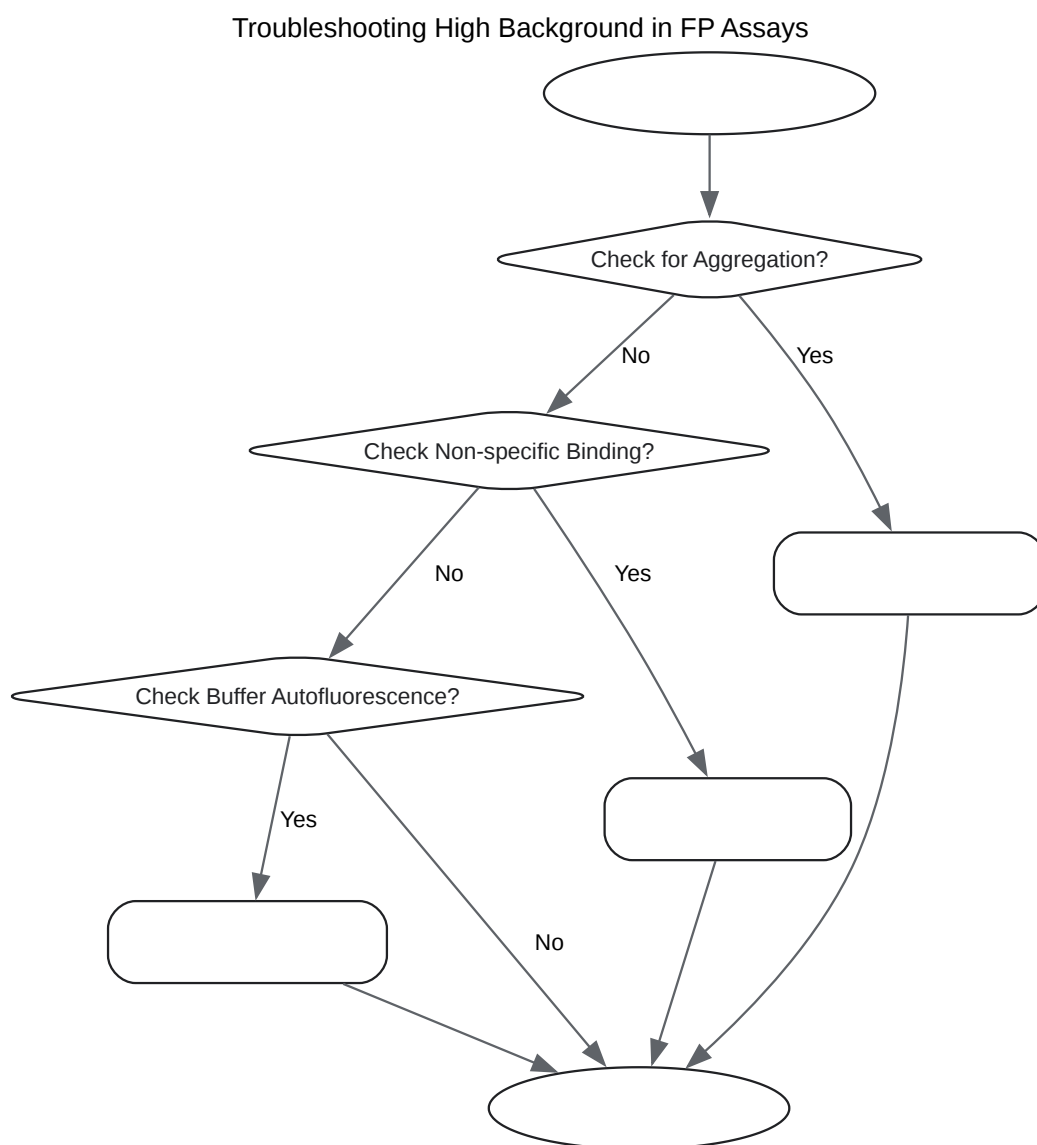 Troubleshooting High Background in FP Assays
Check for Aggregation?
No
Yes
Check Non-specific Binding?
No
Yes
Check Buffer Autofluorescence?
Yes
No